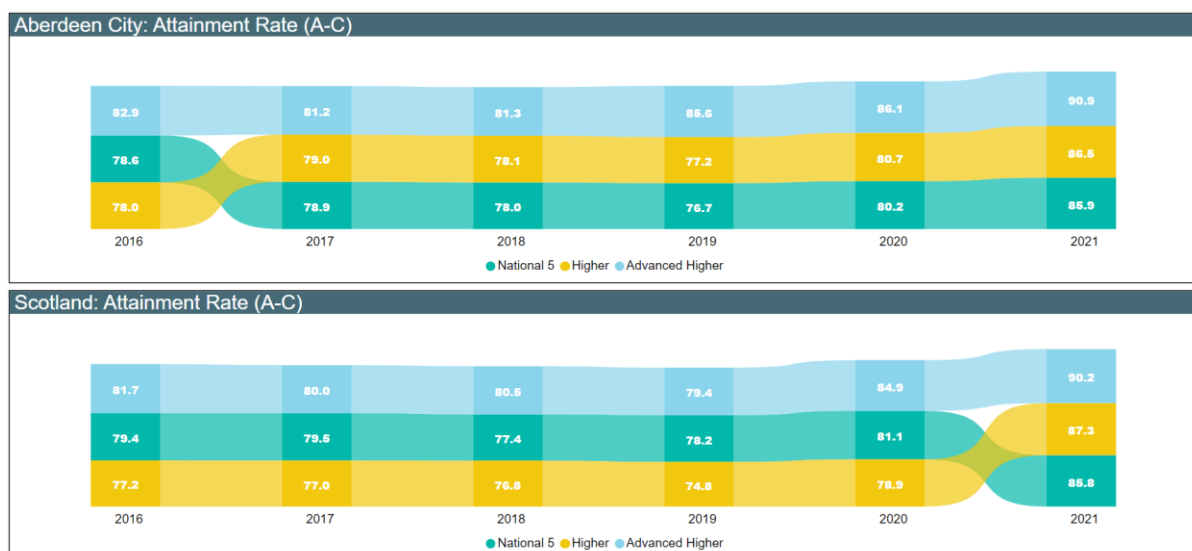 Aberdeen City: Attainment Rate (A-C)
82.9 81.2 81.3 85.6 86.1 90.9
78.6 79.0 78.1 77.2 80.7 86.5
78.0 78.9 78.0 76.7 80.2 85.9
2016 2017 2018 2019 2020 2021
National 5 Higher Advanced Higher
Scotland: Attainment Rate (A-C)
81.7 80.0 80.5 79.4 84.9 90.2
79.4 79.5 77.4 78.2 81.1 87.3
77.2 77.0 76.8 74.8 78.9 85.8
2016 2017 2018 2019 2020 2021
National 5 Higher Advanced Higher